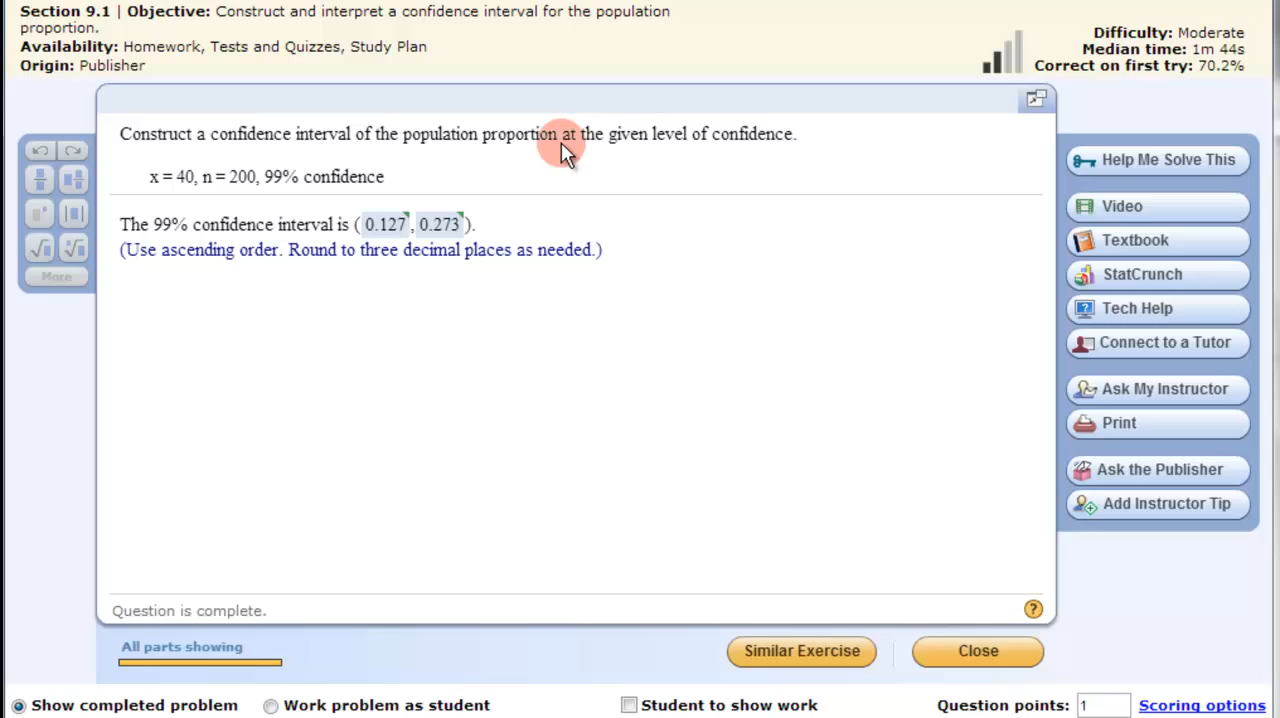 Section 9.1 | Objective: Construct and interpret a confidence interval for the population
proportion.
Availability: Homework, Tests and Quizzes, Study Plan
Origin: Publisher
Difficulty: Moderate
Median time: 1m 44s
Correct on first try: 70.2%
Construct a confidence interval of the population proportion at the given level of confidence.
x = 40, n = 200, 99% confidence
The 99% confidence interval is ( 0.127 , 0.273 ).
(Use ascending order. Round to three decimal places as needed.)
More
Help Me Solve This
Video
Textbook
StatCrunch
Tech Help
Connect to a Tutor
Ask My Instructor
Print
Ask the Publisher
Add Instructor Tip
Question is complete.
?
All parts showing
Similar Exercise
Close
Show completed problem
Work problem as student
Student to show work
Question points: 1
Scoring options